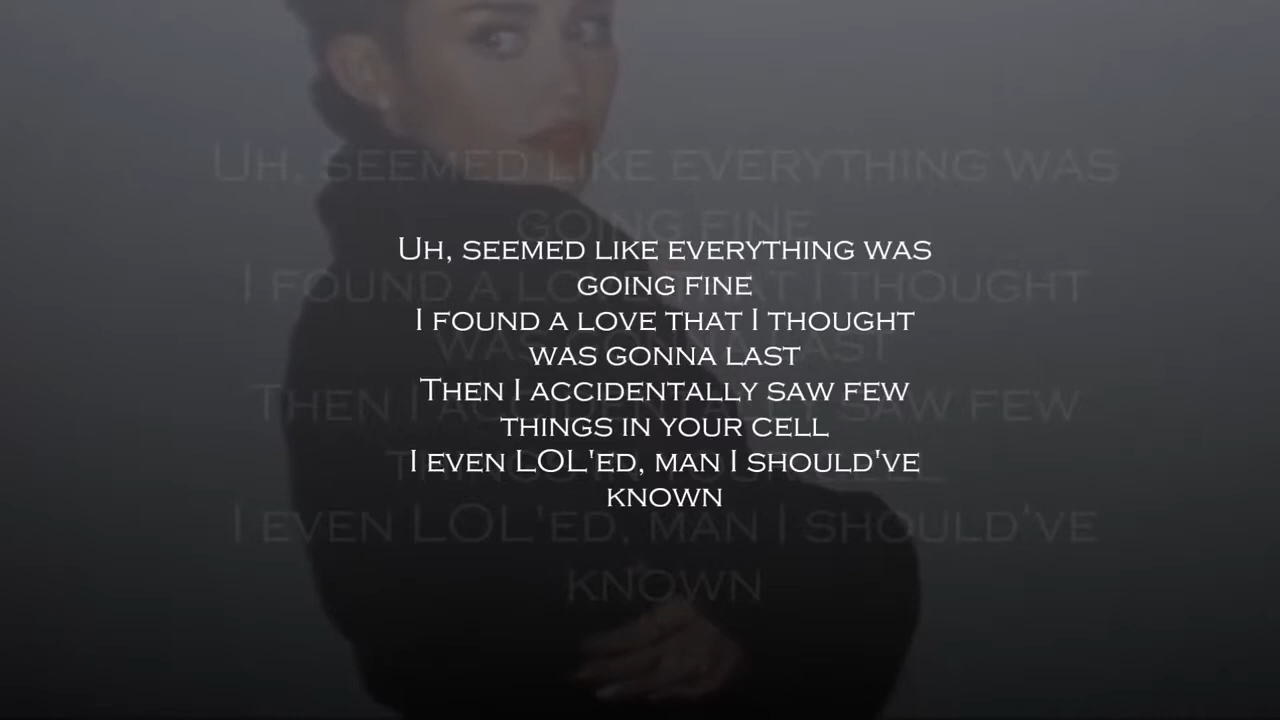 Uh, seemed like everything was
going fine
I found a love that I thought
was gonna last
Then I accidentally saw few
things in your cell
I even LOL'ed, man I should've
known